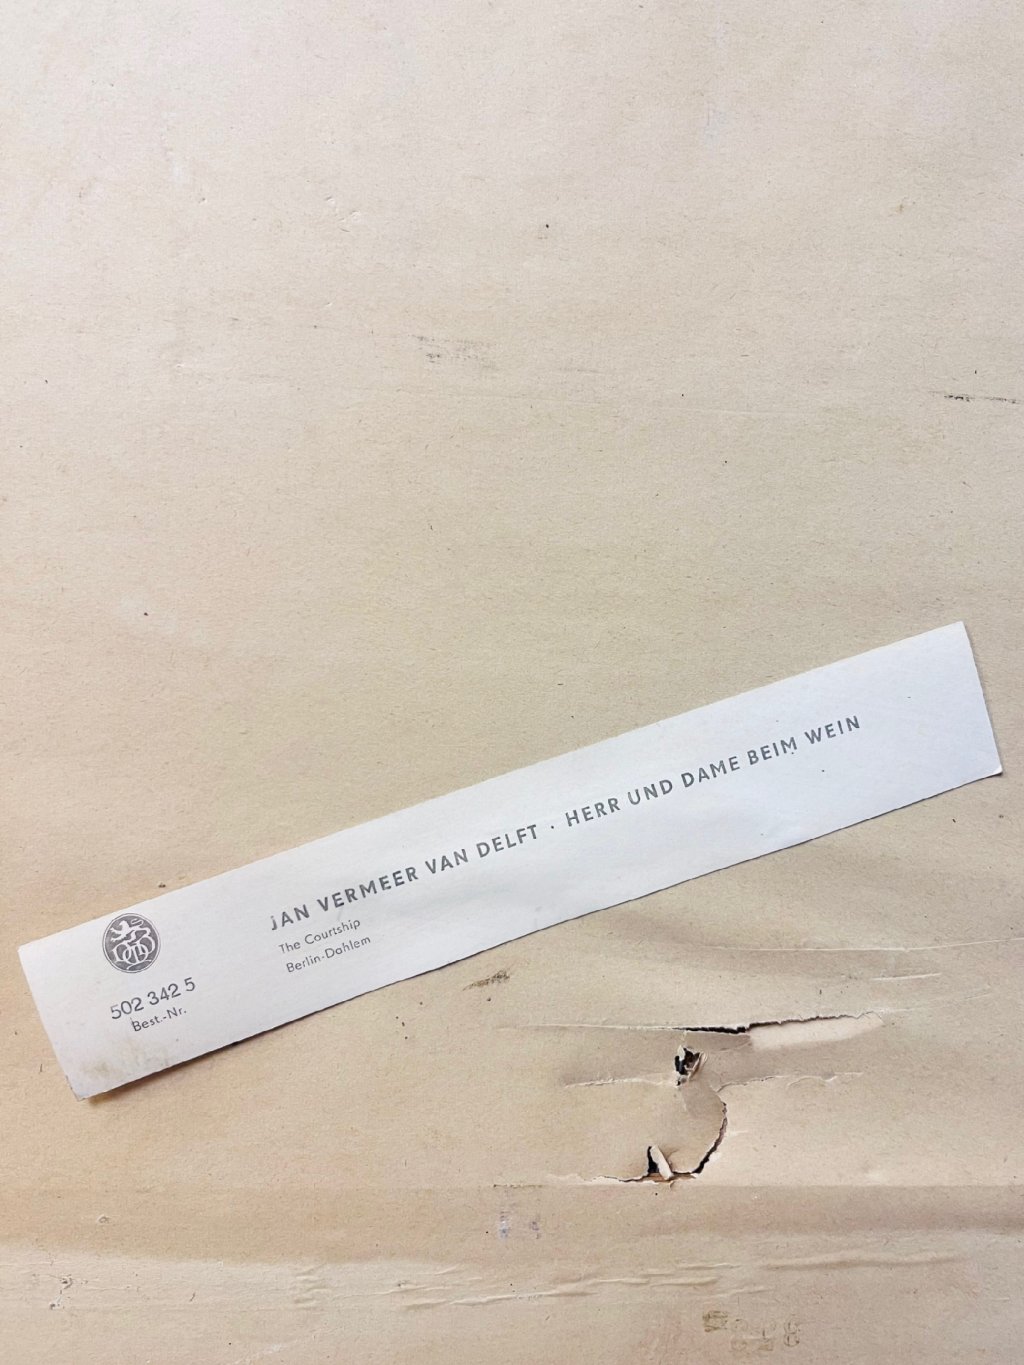 JAN VERMEER VAN DELFT · HERR UND DAME BEIM WEIN
The Courtship
Berlin-Dahlem
502 342 5
Best.-Nr.